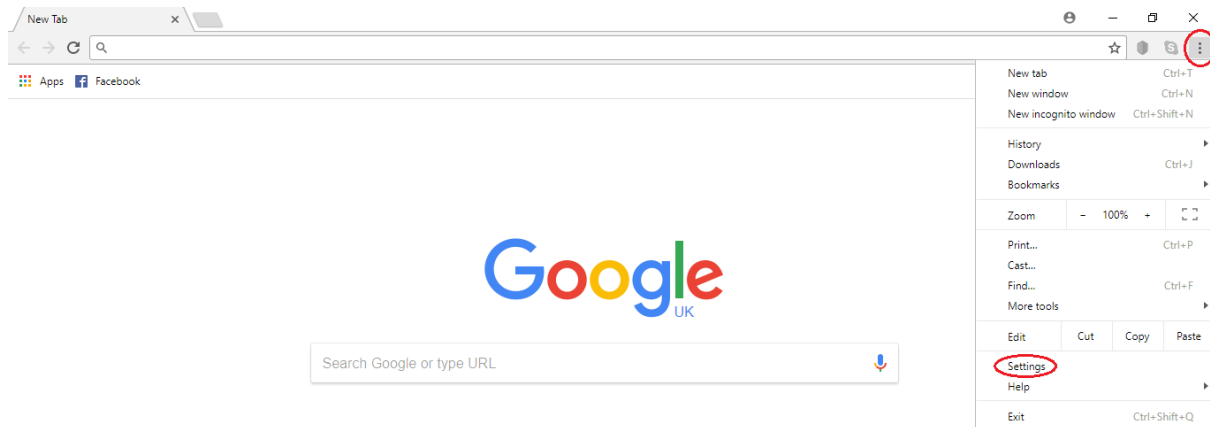 New Tab
Apps Facebook
New tab Ctrl+T
New window Ctrl+N
New incognito window Ctrl+Shift+N
History
Downloads Ctrl+J
Bookmarks
Zoom - 100% +
Print... Ctrl+P
Cast...
Find... Ctrl+F
More tools
Edit Cut Copy Paste
Settings
Help
Exit Ctrl+Shift+Q
Google
UK
Search Google or type URL